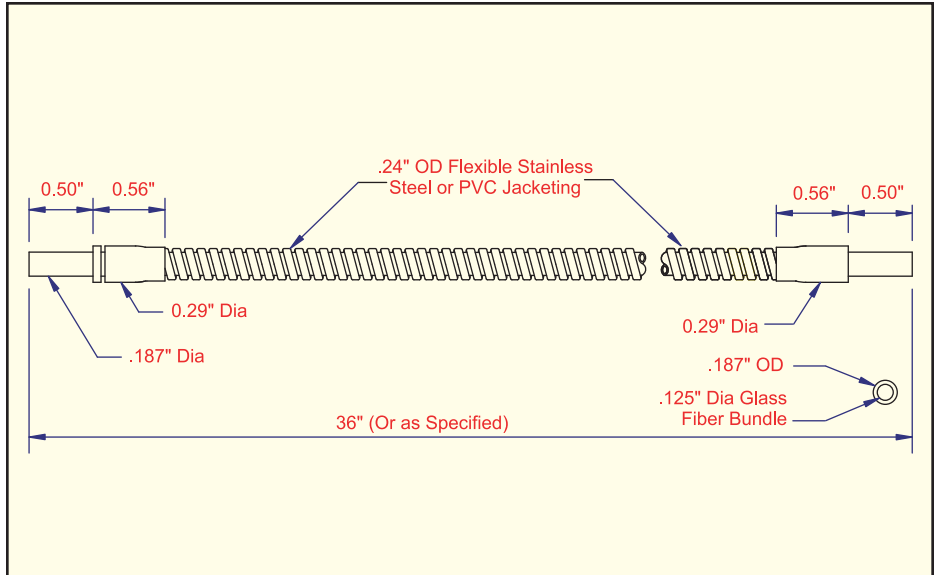 .24" OD Flexible Stainless
Steel or PVC Jacketing
0.50"
0.56"
0.56"
0.50"
0.29" Dia
.187" Dia
0.29" Dia
.187" OD
.125" Dia Glass
Fiber Bundle
36" (Or as Specified)